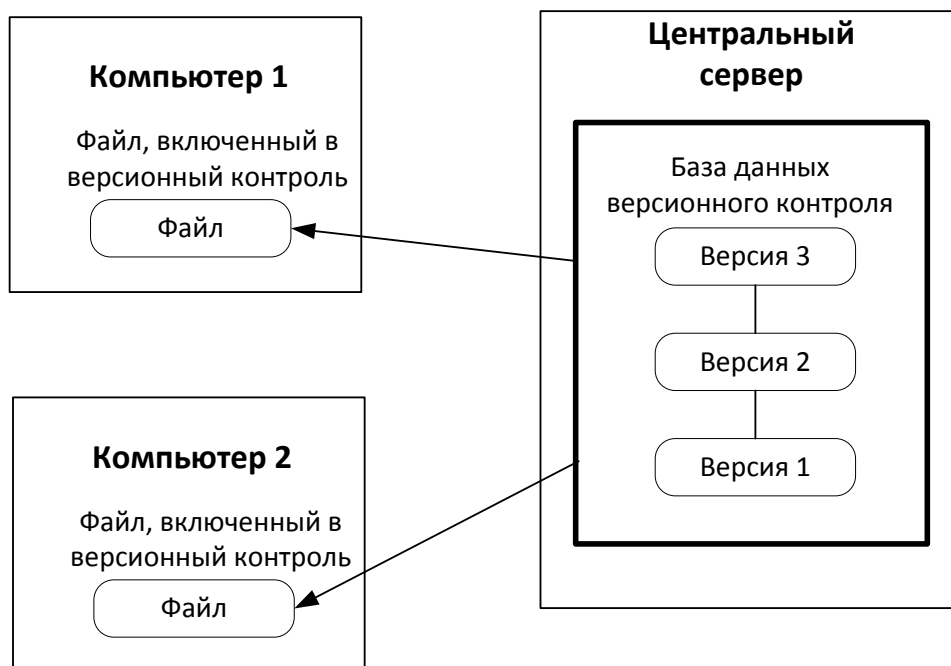 Компьютер 1
Файл, включенный в
версионный контроль
Файл
Компьютер 2
Файл, включенный в
версионный контроль
Файл
Центральный
сервер
База данных
версионного контроля
Версия 3
Версия 2
Версия 1